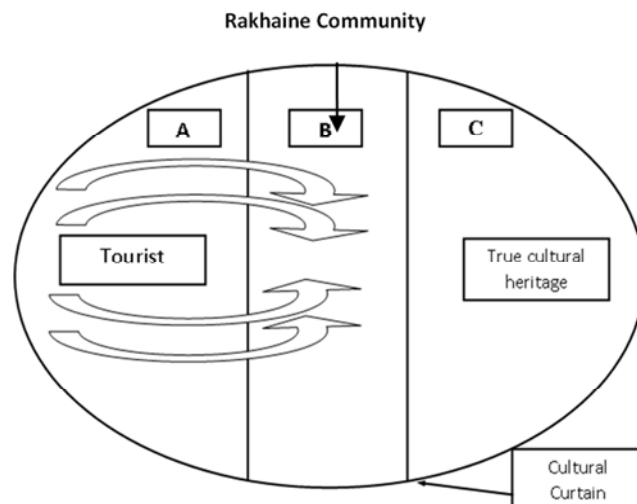 Rakhaine Community
A
B
C
Tourist
True cultural
heritage
Cultural
Curtain